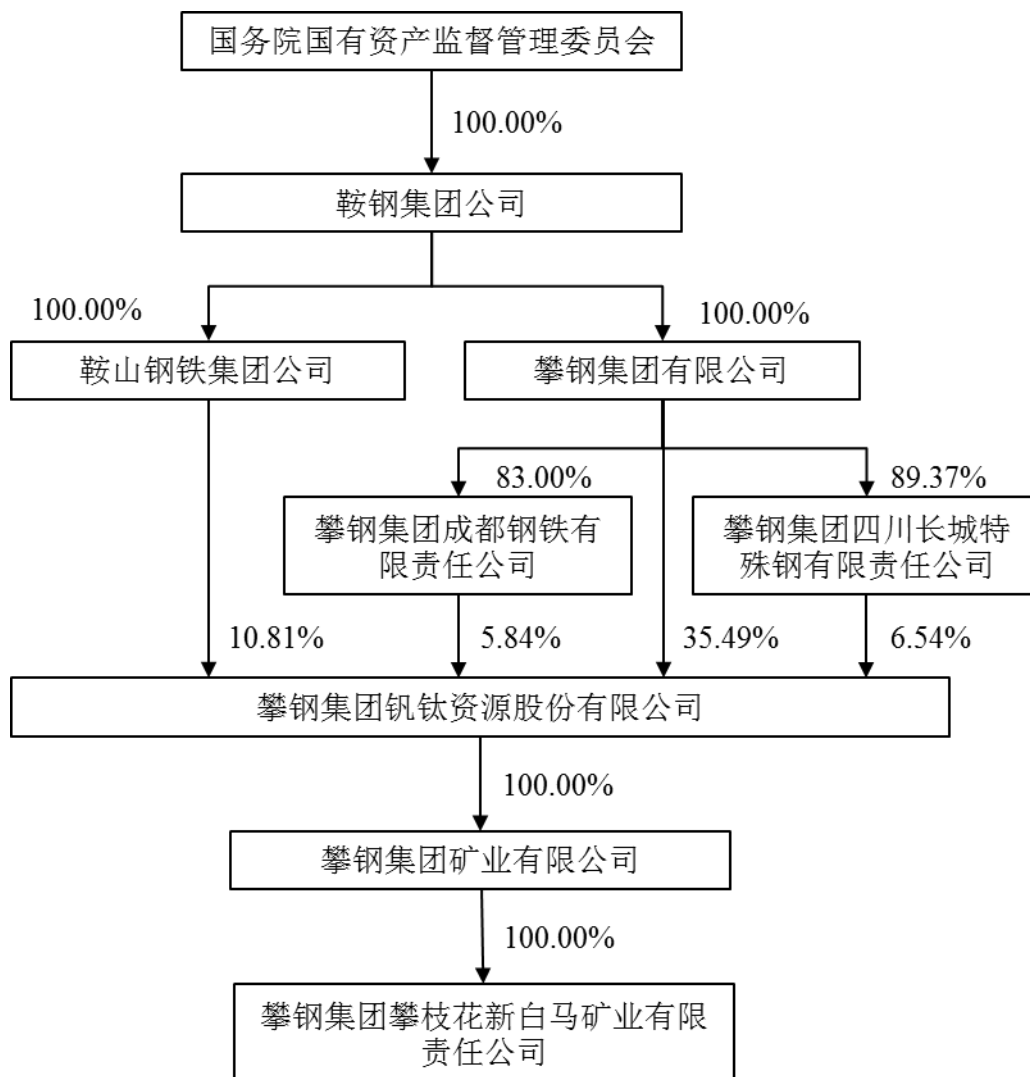 国务院国有资产监督管理委员会
100.00%
鞍钢集团公司
100.00%
100.00%
鞍山钢铁集团公司
攀钢集团有限公司
83.00%
89.37%
攀钢集团成都钢铁有
限责任公司
攀钢集团四川长城特
殊钢有限责任公司
10.81%
5.84%
35.49%
6.54%
攀钢集团钒钛资源股份有限公司
100.00%
攀钢集团矿业有限公司
100.00%
攀钢集团攀枝花新白马矿业有限
责任公司